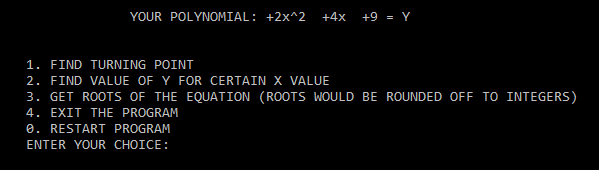 YOUR POLYNOMIAL: +2x^2  +4x  +9 = Y
1. FIND TURNING POINT
2. FIND VALUE OF Y FOR CERTAIN X VALUE
3. GET ROOTS OF THE EQUATION (ROOTS WOULD BE ROUNDED OFF TO INTEGERS)
4. EXIT THE PROGRAM
0. RESTART PROGRAM
ENTER YOUR CHOICE: